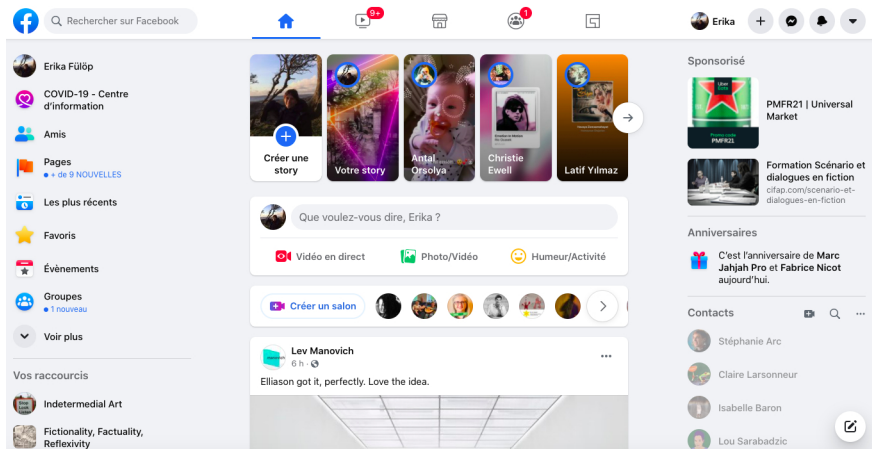 Rechercher sur Facebook
9+
1
Erika
Erika Fülöp
COVID-19 - Centre
d'information
Amis
Pages
+ de 9 NOUVELLES
Les plus récents
Favoris
Évènements
Groupes
1 nouveau
Voir plus
Vos raccourcis
Indetermedial Art
Fictionality, Factuality,
Reflexivity
Créer une
story
Votre story
Antal
Orsolya
Christie
Ewell
Latif Yılmaz
Que voulez-vous dire, Erika ?
Vidéo en direct
Photo/Vidéo
Humeur/Activité
Créer un salon
Lev Manovich
6 h ·
Elliason got it, perfectly. Love the idea.
Sponsorisé
Uber
Eats
Promo code
PMFR21
PMFR21 | Universal
Market
Formation Scénario et
dialogues en fiction
cifap.com/scenario-et-
dialogues-en-fiction
Anniversaires
C'est l'anniversaire de Marc
Jahjah Pro et Fabrice Nicot
aujourd'hui.
Contacts
Stéphanie Arc
Claire Larsonneur
Isabelle Baron
Lou Sarabadzic